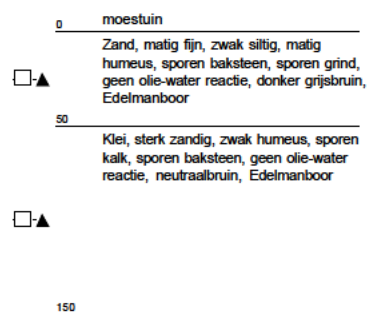 0 moestuin
Zand, matig fijn, zwak siltig, matig
humeus, sporen baksteen, sporen grind,
geen olie-water reactie, donker grijsbruin,
Edelmanboor
50
Klei, sterk zandig, zwak humeus, sporen
kalk, sporen baksteen, geen olie-water
reactie, neutraalbruin, Edelmanboor
150